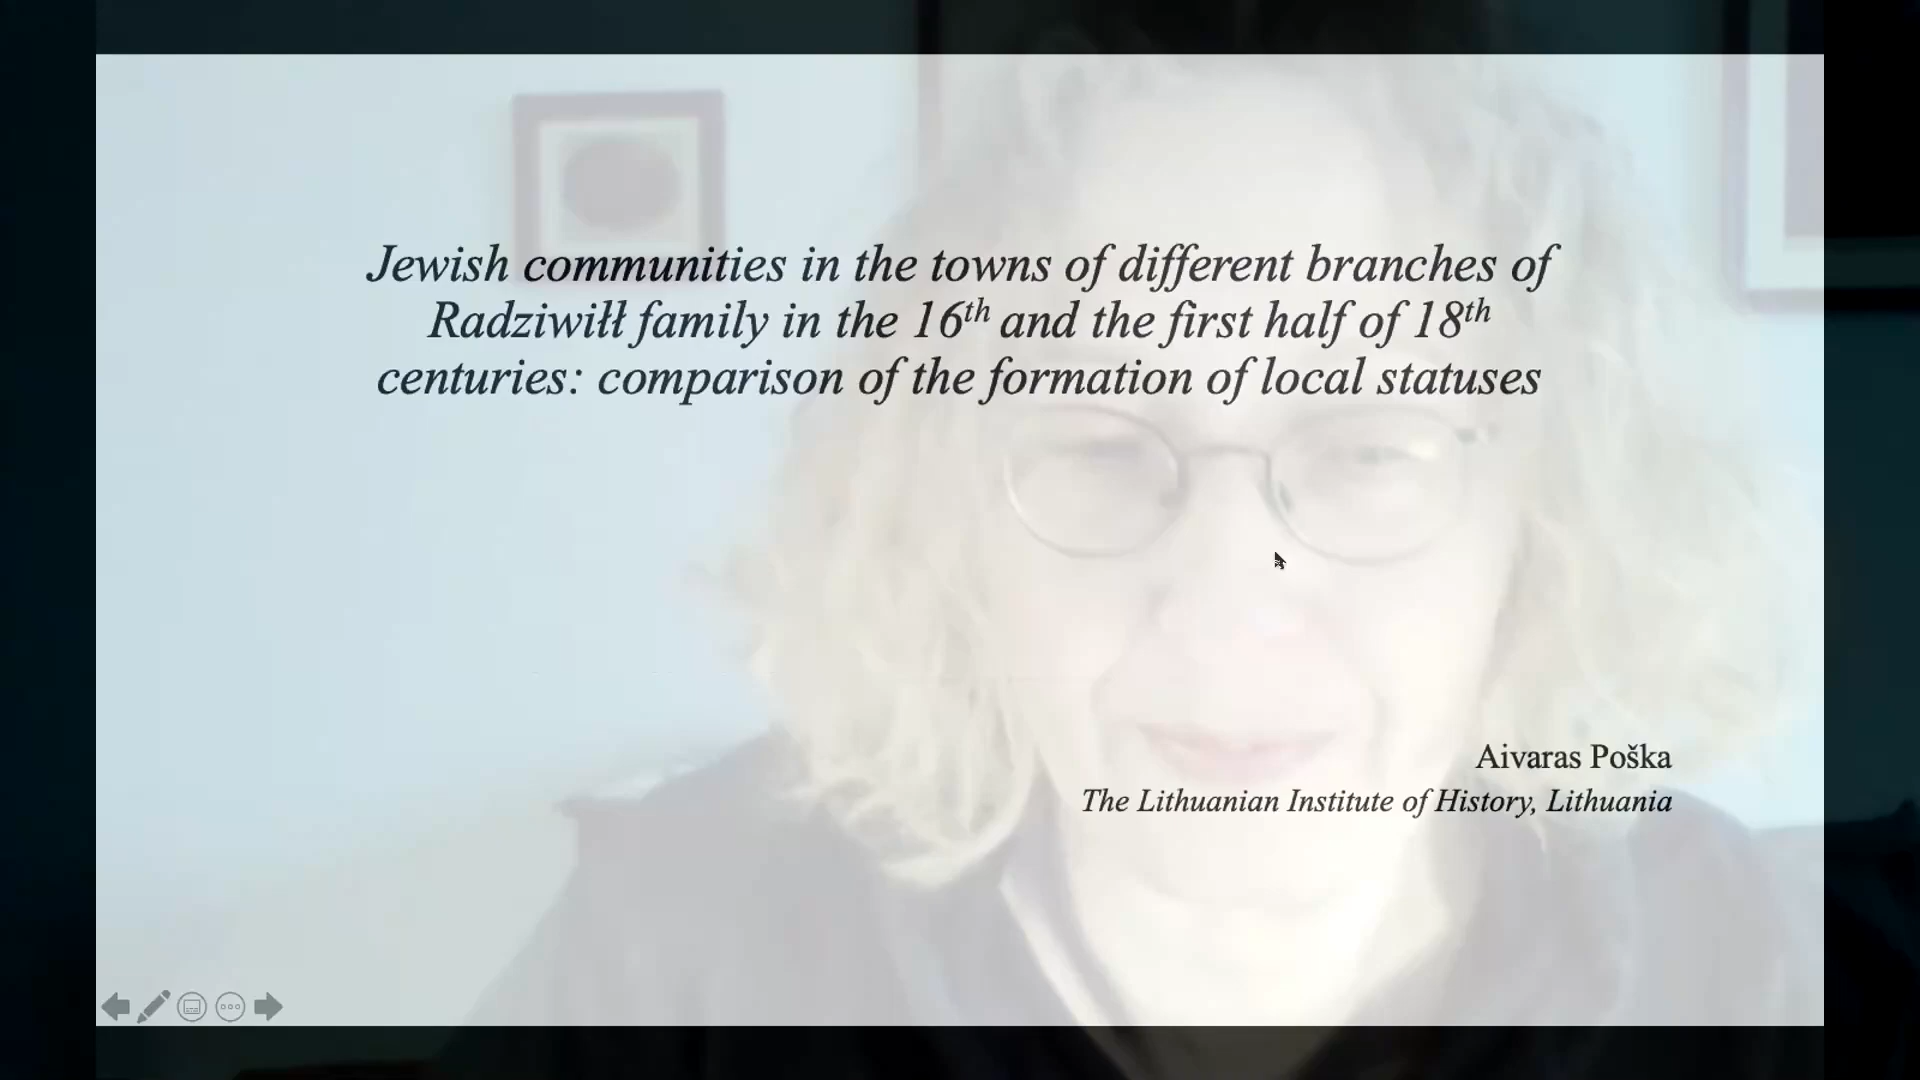 Jewish communities in the towns of different branches of
Radziwiłł family in the 16th and the first half of 18th
centuries: comparison of the formation of local statuses
Aivaras Poška
The Lithuanian Institute of History, Lithuania